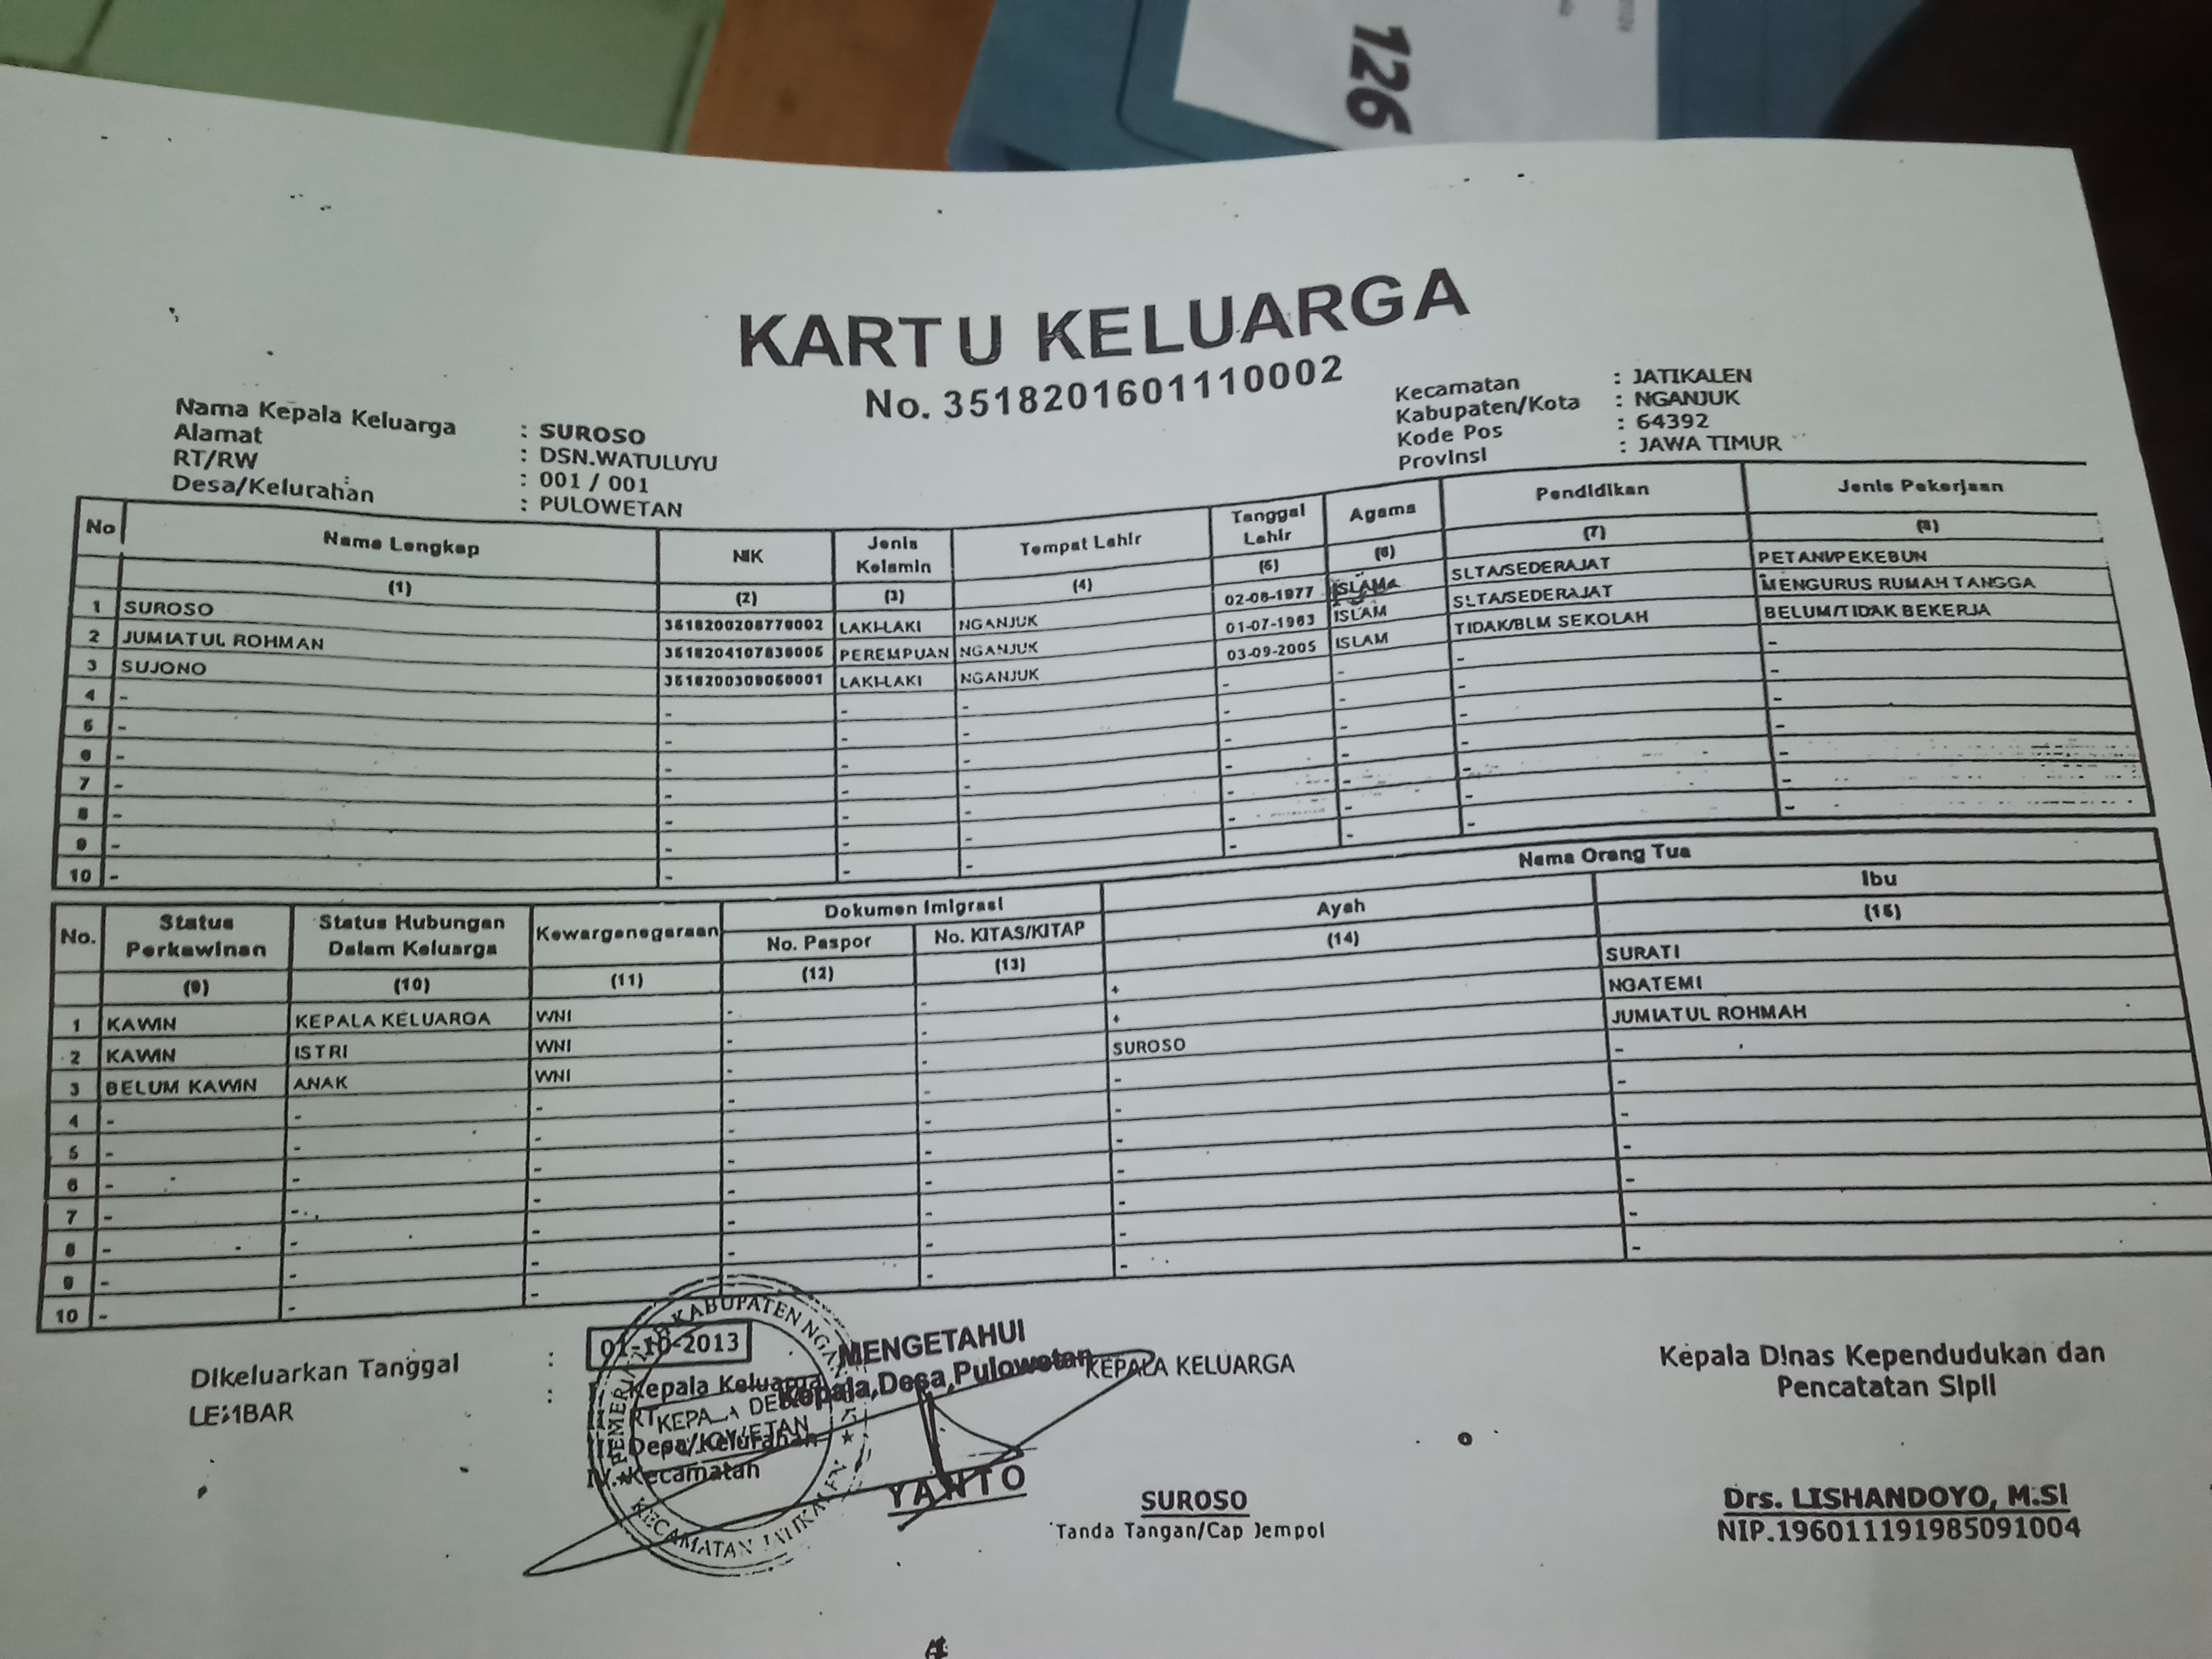 126
KARTU KELUARGA
No. 3518201601110002
Nama Kepala Keluarga : SUROSO
Alamat : DSN.WATULUYU
RT/RW : 001 / 001
Desa/Kelurahan : PULOWETAN
Kecamatan : JATIKALEN
Kabupaten/Kota : NGANJUK
Kode Pos : 64392
Provinsi : JAWA TIMUR
No Nama Lengkap NIK Jenis Kelamin Tempat Lahir Tanggal Lahir Agama Pendidikan Jenis Pekerjaan
(1) (2) (3) (4) (5) (6) (7) (8)
1 SUROSO 3518200208770002 LAKI-LAKI NGANJUK 02-08-1977 ISLAM SLTA/SEDERAJAT PETANI/PEKEBUN
2 JUMIATUL ROHMAN 3518204107830005 PEREMPUAN NGANJUK 01-07-1983 ISLAM SLTA/SEDERAJAT MENGURUS RUMAH TANGGA
3 SUJONO 3518200309050001 LAKI-LAKI NGANJUK 03-09-2005 ISLAM TIDAK/BLM SEKOLAH BELUM/TIDAK BEKERJA
4 - - - - - - - -
5 - - - - - - - -
6 - - - - - - - -
7 - - - - - - - -
8 - - - - - - - -
9 - - - - - - - -
10 - - - - - - - -
No. Status Perkawinan Status Hubungan Dalam Keluarga Kewarganegaraan Dokumen Imigrasi Nama Orang Tua
No. Paspor No. KITAS/KITAP Ayah Ibu
(9) (10) (11) (12) (13) (14) (15)
1 KAWIN KEPALA KELUARGA WNI - - + SURATI
2 KAWIN ISTRI WNI - - + NGATEMI
3 BELUM KAWIN ANAK WNI - - SUROSO JUMIATUL ROHMAH
4 - - - - - - -
5 - - - - - - -
6 - - - - - - -
7 - - - - - - -
8 - - - - - - -
9 - - - - - - -
10 - - - - - - -
Dikeluarkan Tanggal : 01-10-2013
LEMBAR : I. Kepala Keluarga
II. RT
III. Desa/Kelurahan
IV. Kecamatan
KABUPATEN
KEPALA DESA
KECAMATAN JATIKALEN
MENGETAHUI
Kepala,Desa,Pulowetan
YANTO
KEPALA KELUARGA
SUROSO
Tanda Tangan/Cap Jempol
Kepala Dinas Kependudukan dan
Pencatatan Sipil
Drs. LISHANDOYO, M.SI
NIP.196011191985091004